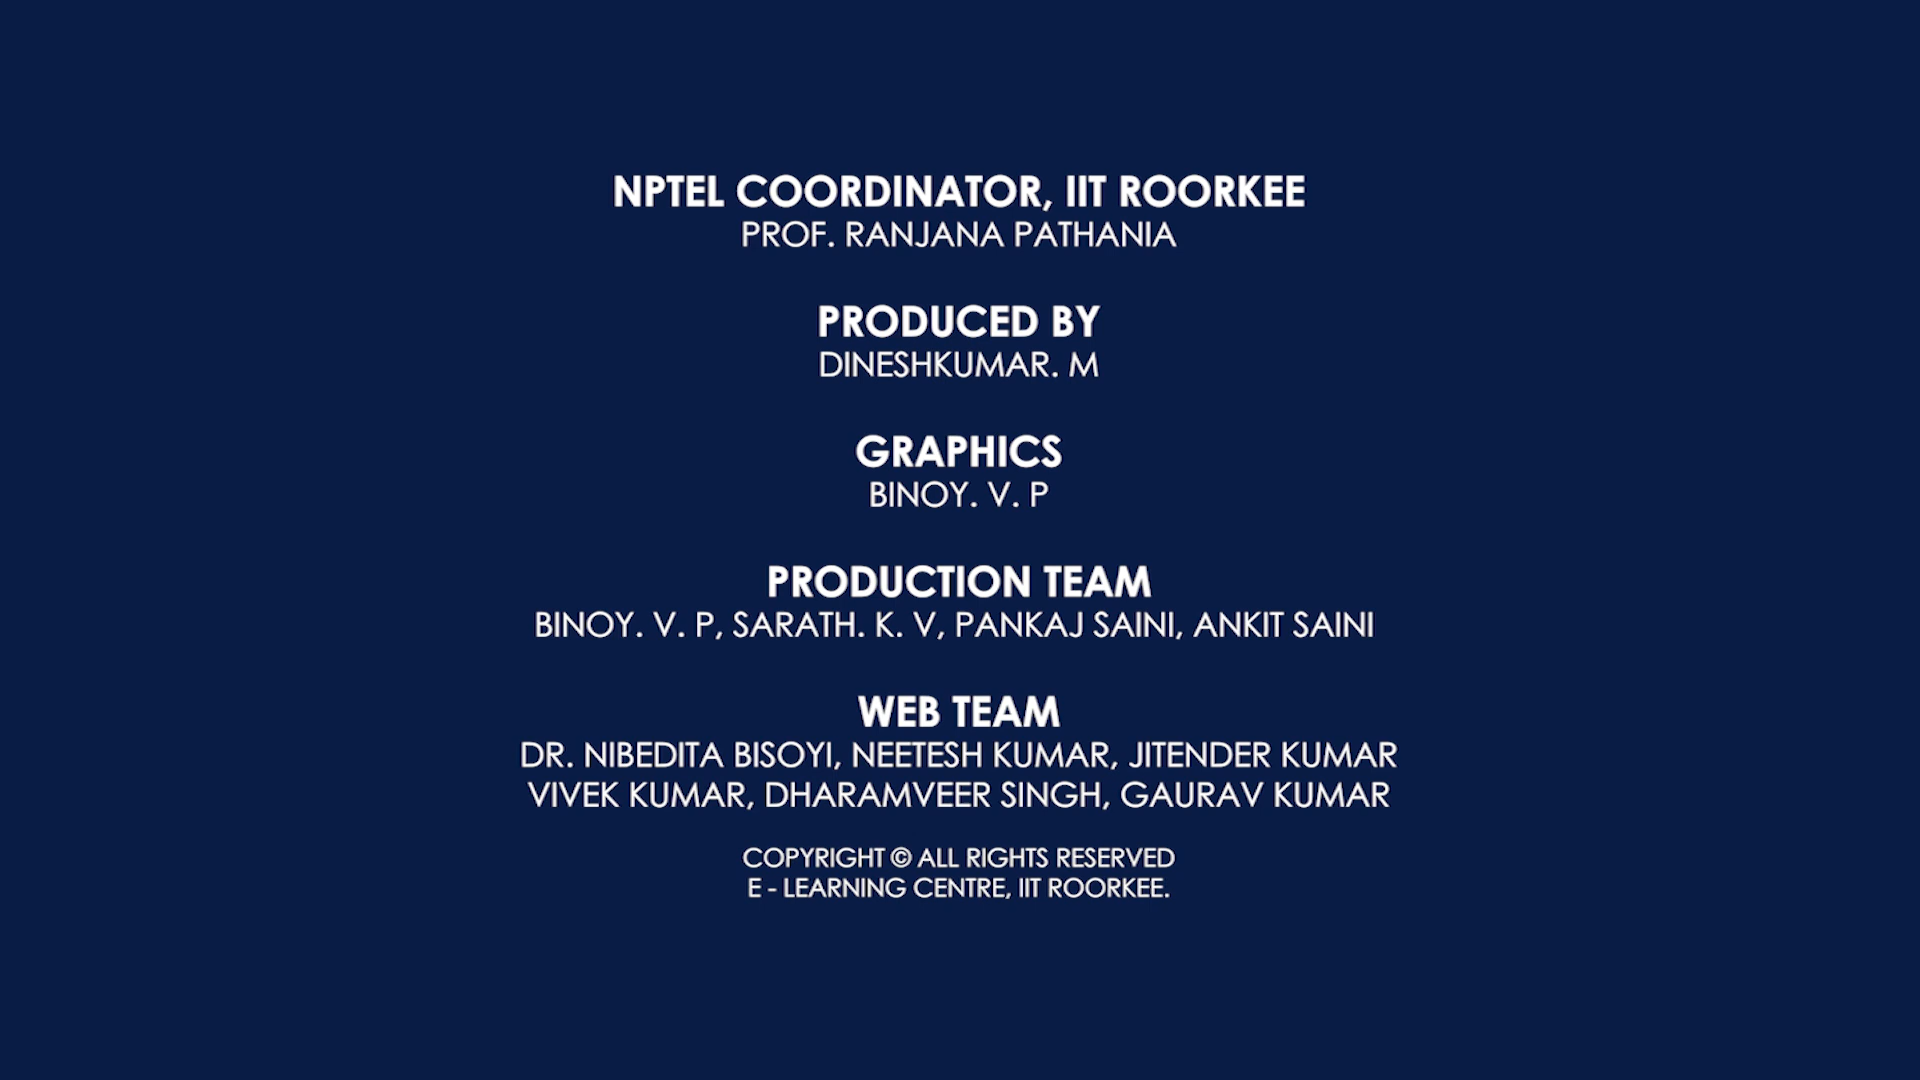 NPTEL COORDINATOR, IIT ROORKEE
PROF. RANJANA PATHANIA
PRODUCED BY
DINESHKUMAR. M
GRAPHICS
BINOY. V. P
PRODUCTION TEAM
BINOY. V. P, SARATH. K. V, PANKAJ SAINI, ANKIT SAINI
WEB TEAM
DR. NIBEDITA BISOYI, NEETESH KUMAR, JITENDER KUMAR
VIVEK KUMAR, DHARAMVEER SINGH, GAURAV KUMAR
COPYRIGHT © ALL RIGHTS RESERVED
E - LEARNING CENTRE, IIT ROORKEE.